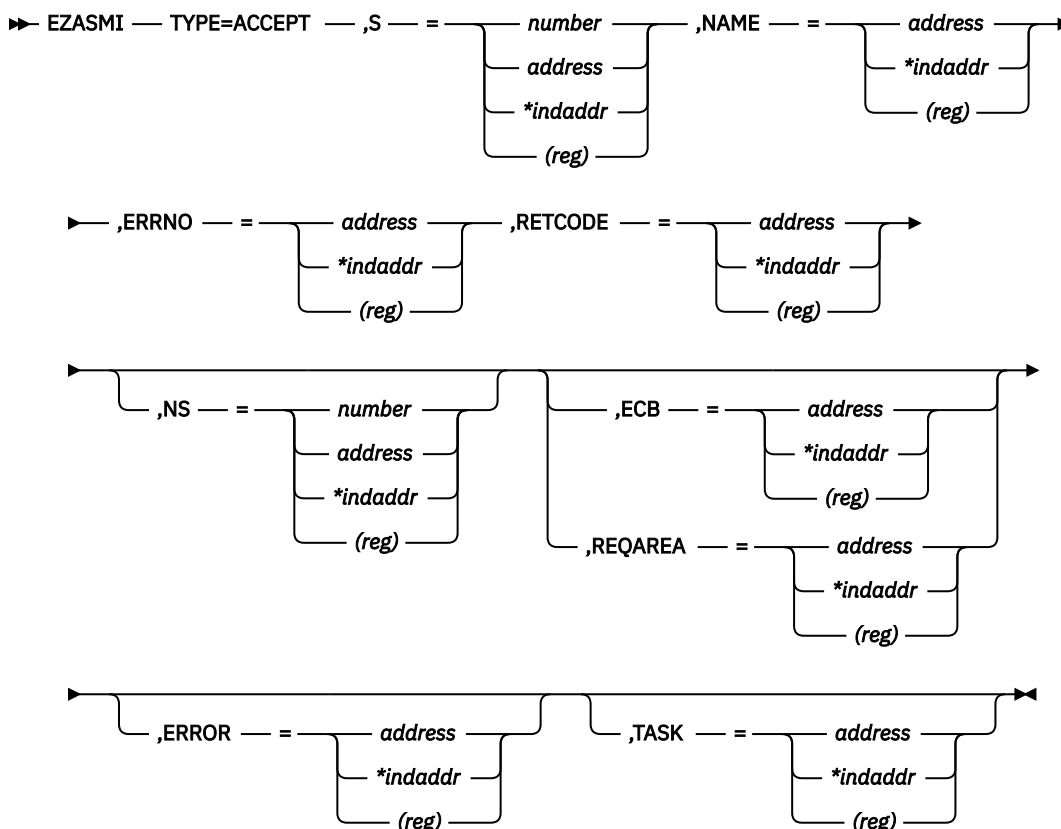 EZASMI TYPE=ACCEPT ,S = number ,NAME = address
address *indaddr
*indaddr (reg)
(reg)
,ERRNO = address ,RETCODE = address
*indaddr *indaddr
(reg) (reg)
,NS = number ,ECB = address
address *indaddr
*indaddr (reg)
(reg) ,REQAREA = address
*indaddr
(reg)
,ERROR = address ,TASK = address
*indaddr *indaddr
(reg) (reg)